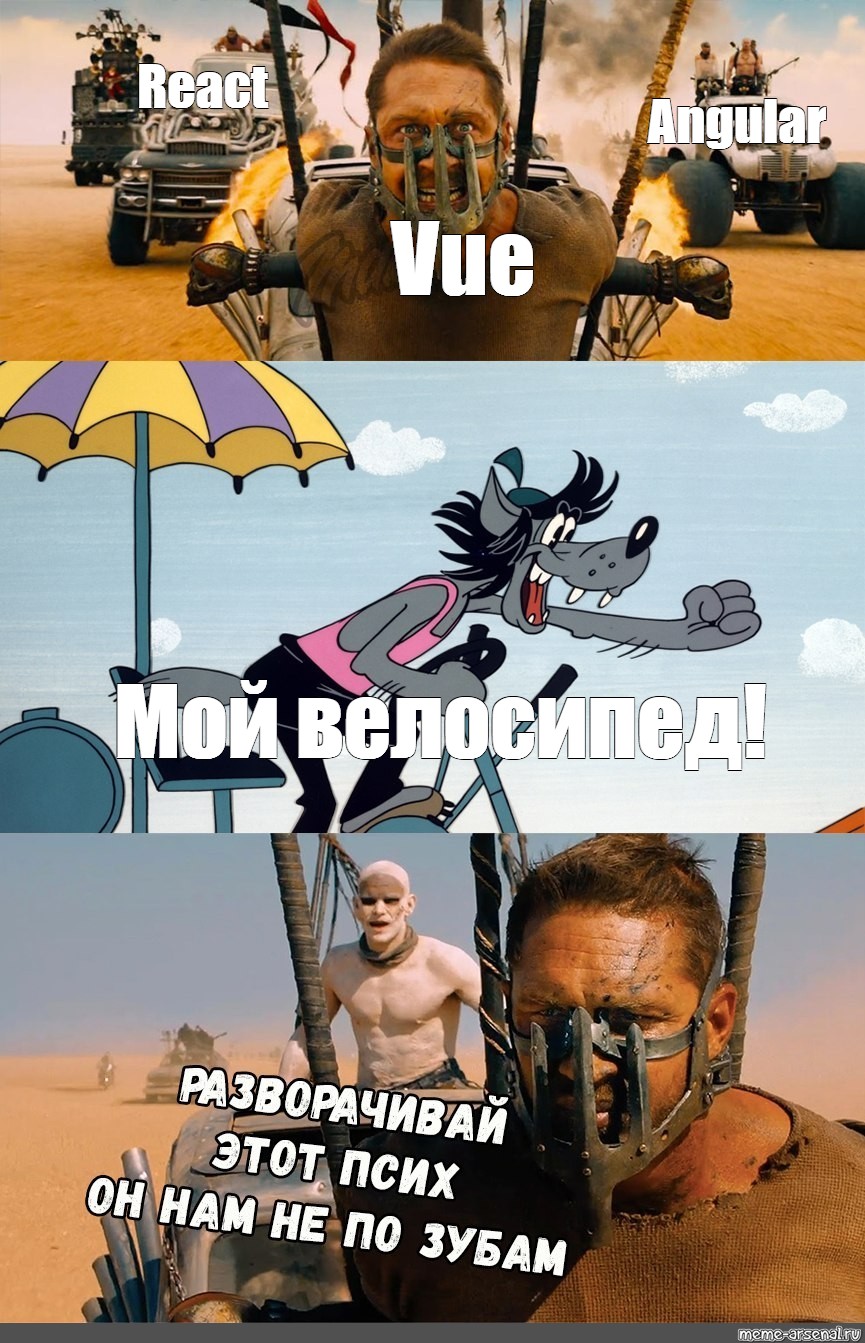 React
Angular
Vue
Мой велосипед!
РАЗВОРАЧИВАЙ
ЭТОТ ПСИХ
ОН НАМ НЕ ПО ЗУБАМ
meme-arsenal.ru